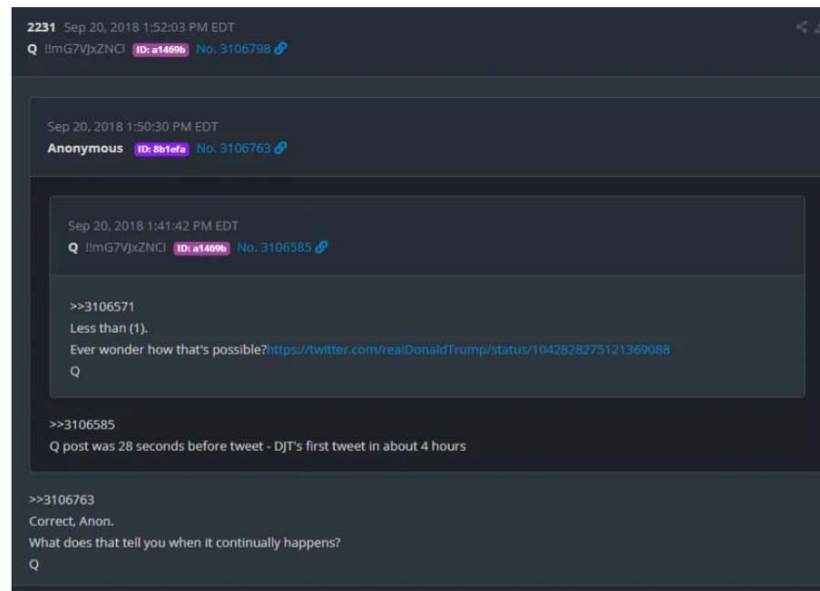 2231 Sep 20, 2018 1:52:03 PM EDT
Q !!mG7VJxZNCI ID: a1469b No. 3106798
Sep 20, 2018 1:50:30 PM EDT
Anonymous ID: 8b1efa No. 3106763
Sep 20, 2018 1:41:42 PM EDT
Q !!mG7VJxZNCI ID: a1469b No. 3106585
>>3106571
Less than (1).
Ever wonder how that's possible?https://twitter.com/realDonaldTrump/status/1042828275121369088
Q
>>3106585
Q post was 28 seconds before tweet - DJT's first tweet in about 4 hours
>>3106763
Correct, Anon.
What does that tell you when it continually happens?
Q